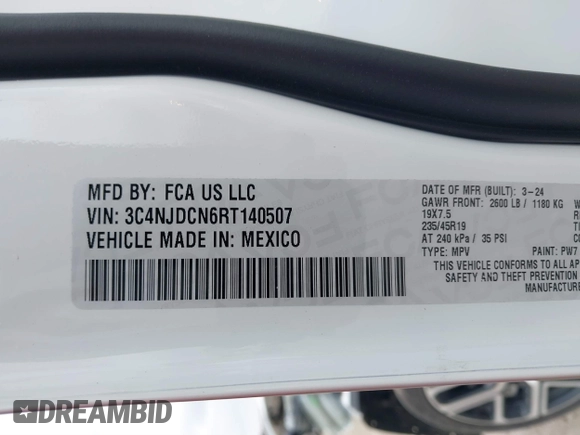 MFD BY: FCA US LLC
VIN: 3C4NJDCN6RT140507
VEHICLE MADE IN: MEXICO
DATE OF MFR 3-24
GAWR FRONT: 2600 LB / 1180 KG W
19X7.5
235/45R19
AT 240 kPa / 35 PSI
TYPE: MPV PAINT: PW7
THIS VEHICLE CONFORMS TO ALL AP
SAFETY AND THEFT PREVENTION
MANUFACTURE
DREAMBID